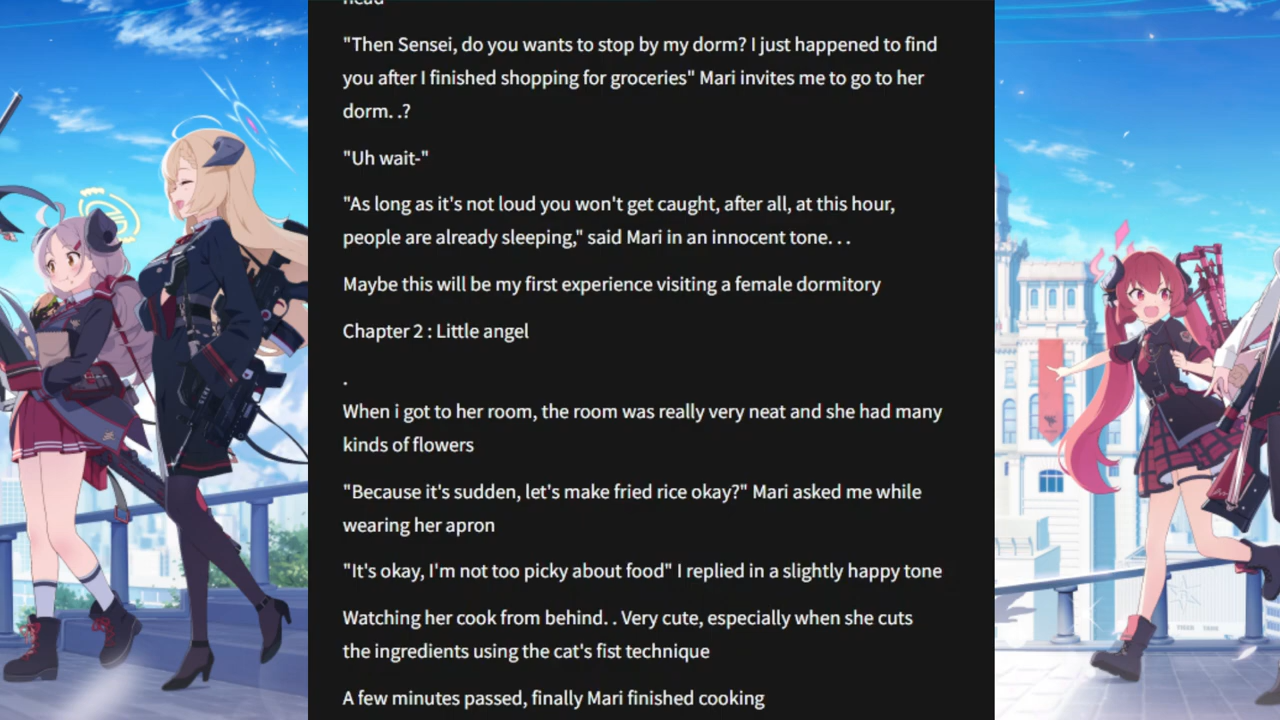 head
"Then Sensei, do you wants to stop by my dorm? I just happened to find
you after I finished shopping for groceries" Mari invites me to go to her
dorm. .?
"Uh wait-"
"As long as it's not loud you won't get caught, after all, at this hour,
people are already sleeping," said Mari in an innocent tone. . .
Maybe this will be my first experience visiting a female dormitory
Chapter 2 : Little angel
.
When i got to her room, the room was really very neat and she had many
kinds of flowers
"Because it's sudden, let's make fried rice okay?" Mari asked me while
wearing her apron
"It's okay, I'm not too picky about food" I replied in a slightly happy tone
Watching her cook from behind. . Very cute, especially when she cuts
the ingredients using the cat's fist technique
A few minutes passed, finally Mari finished cooking